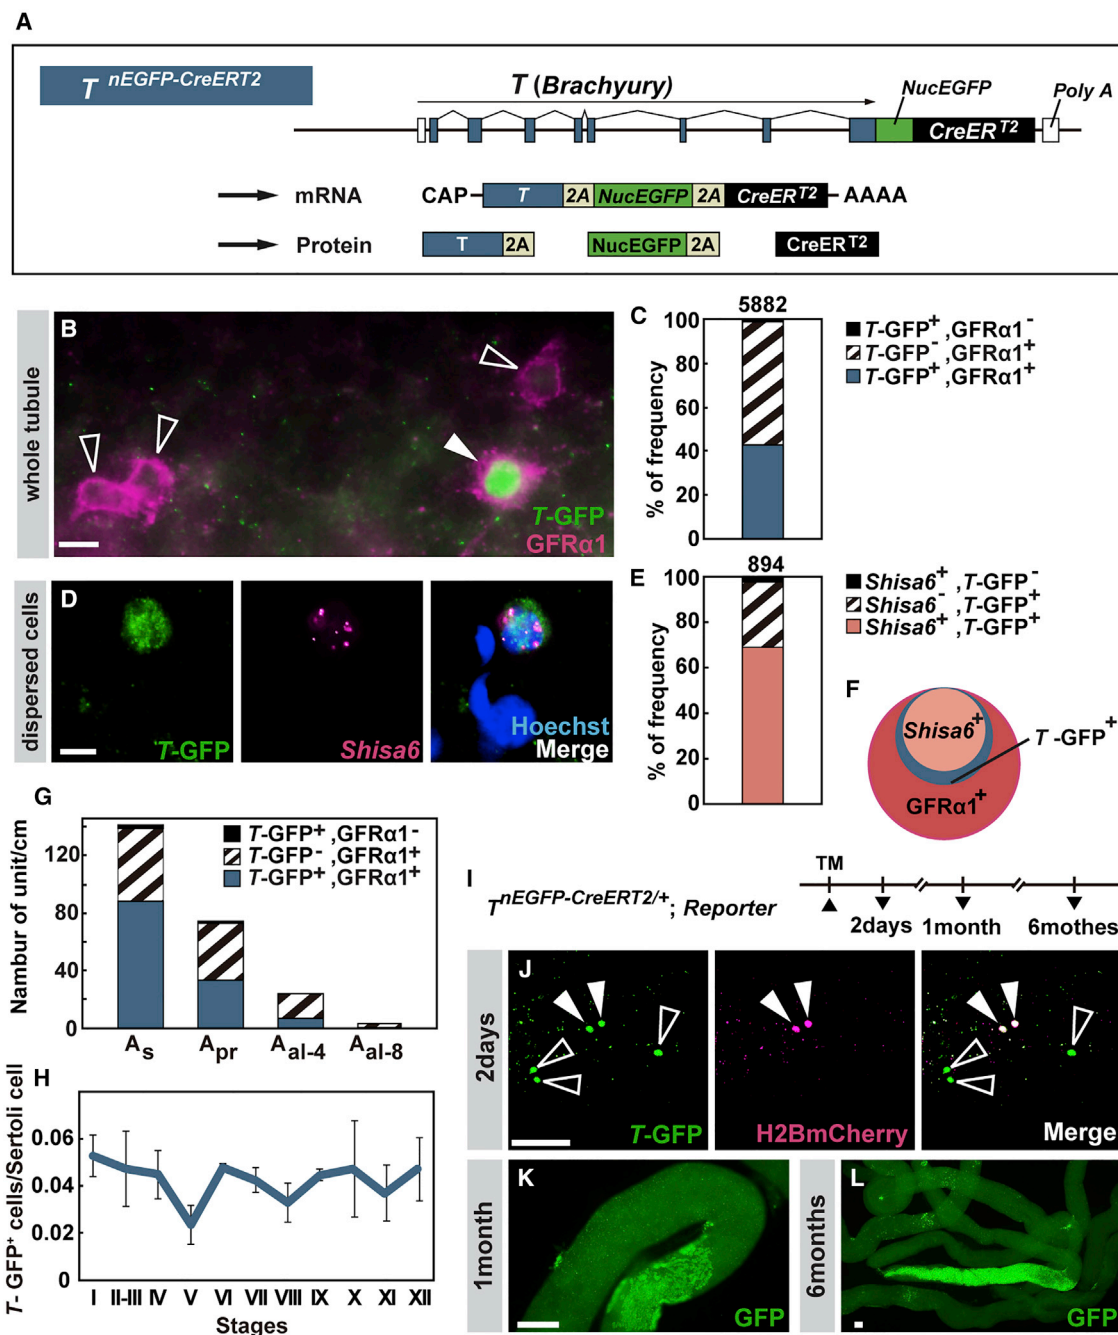 A
T nEGFP-CreERT2
T (Brachyury)
NucEGFP
Poly A
CreER T2
mRNA
CAP
T
2A
NucEGFP
2A
CreER T2
AAAA
Protein
T
2A
NucEGFP
2A
CreER T2
whole tubule
B
T-GFP
GFRα1
C
5882
100
80
60
40
20
0
% of frequency
T-GFP+ ,GFRα1-
T-GFP- ,GFRα1+
T-GFP+ ,GFRα1+
dispersed cells
D
T-GFP
Shisa6
Hoechst
Merge
E
894
100
80
60
40
20
0
% of frequency
Shisa6+ ,T-GFP-
Shisa6- ,T-GFP+
Shisa6+ ,T-GFP+
F
Shisa6+
T -GFP+
GFRα1+
G
Nambur of unit/cm
120
80
40
0
T-GFP+ ,GFRα1-
T-GFP- ,GFRα1+
T-GFP+ ,GFRα1+
As
Apr
Aal-4
Aal-8
H
T- GFP+ cells/Sertoli cell
0.06
0.04
0.02
0
I II-III IV V VI VII VIII IX X XI XII
Stages
I
T nEGFP-CreERT2/+; Reporter
TM
2days
1month
6mothes
2days
J
T-GFP
H2BmCherry
Merge
1month
K
GFP
6months
L
GFP